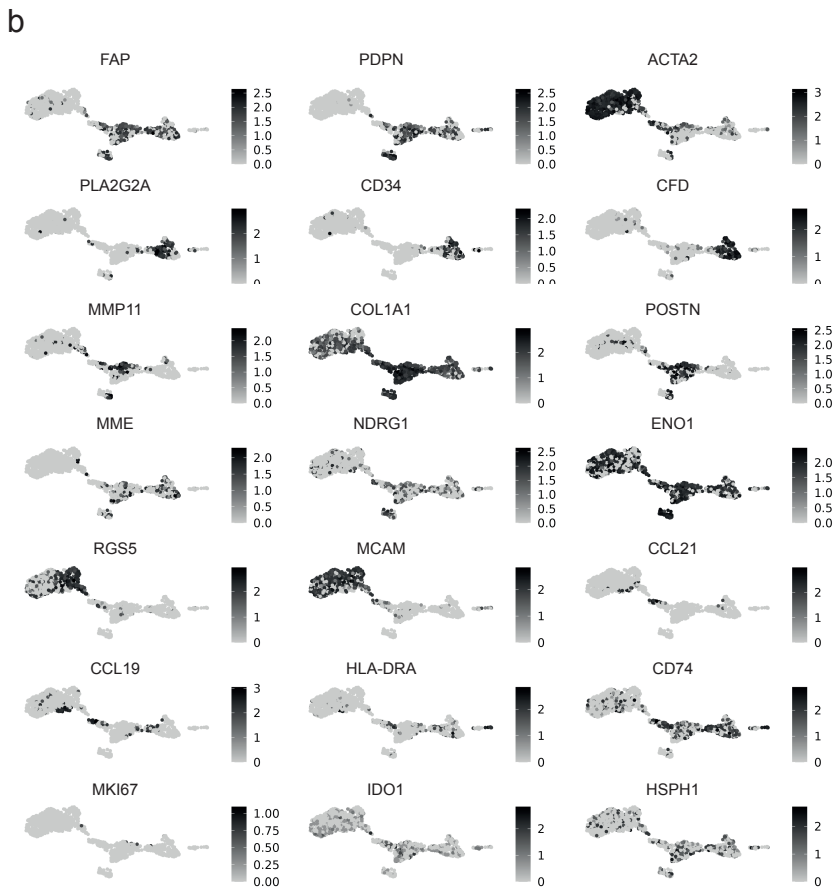 b
FAP PDPN ACTA2
2.5 2.5 3
2.0 2.0
1.5 1.5 2
1.0 1.0 1
0.5 0.5
0.0 0.0 0
PLA2G2A CD34 CFD
2 2.0 2
1.5
1 1.0 1
0.5
0 0.0 0
MMP11 COL1A1 POSTN
2.0 2 2.5
1.5 2.0
1.0 1 1.5
0.5 1.0
0.0 0 0.5
0.0
MME NDRG1 ENO1
2.0 2.5 2.0
1.5 2.0 1.5
1.0 1.5 1.0
0.5 1.0 0.5
0.0 0.5 0.0
0.0
RGS5 MCAM CCL21
2 2 2
1 1 1
0 0 0
CCL19 HLA-DRA CD74
3 2 2
2
1 1 1
0 0 0
MKI67 IDO1 HSPH1
1.00 2 2
0.75
0.50 1 1
0.25
0.00 0 0